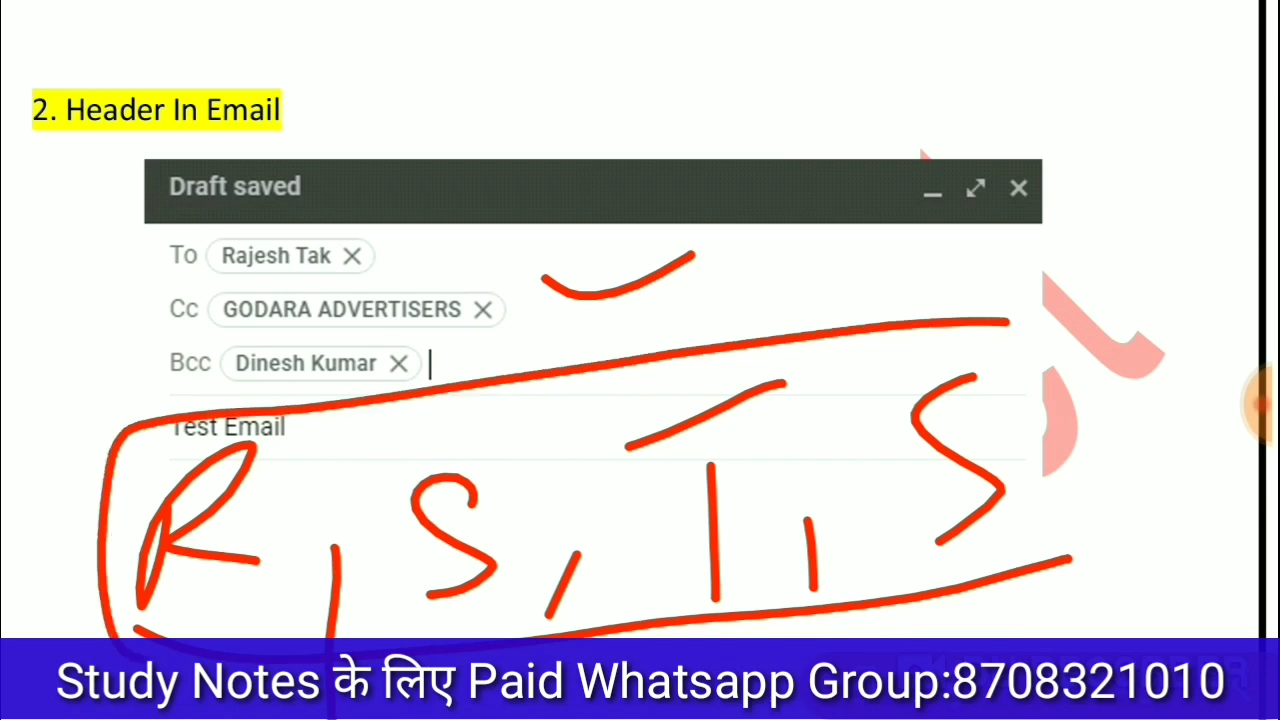 2. Header In Email
Draft saved
To Rajesh Tak
Cc GODARA ADVERTISERS
Bcc Dinesh Kumar
Test Email
R, S, T, S
Study Notes के लिए Paid Whatsapp Group:8708321010